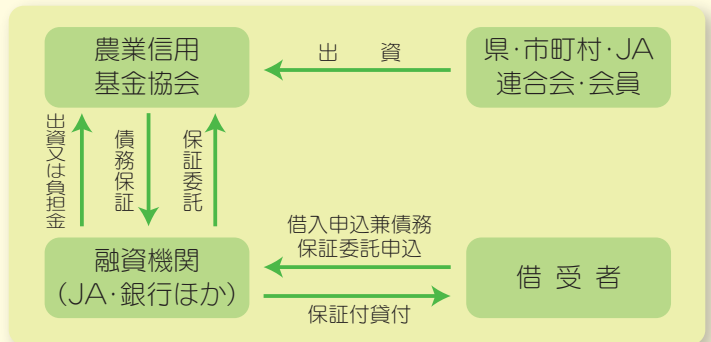 農業信用
基金協会
出　資
県・市町村・JA
連合会・会員
出資又は負担金
債務保証
保証委託
借入申込兼債務
保証委託申込
融資機関
（JA・銀行ほか）
借 受 者
保証付貸付